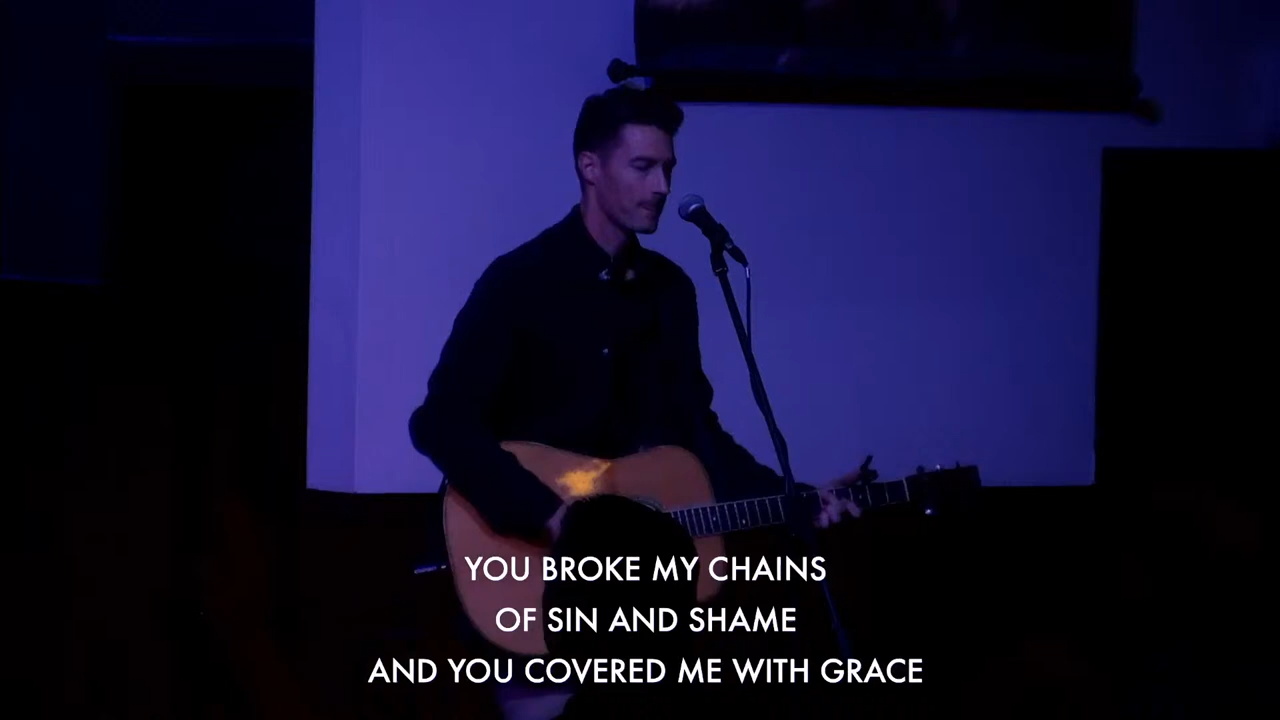 YOU BROKE MY CHAINS
OF SIN AND SHAME
AND YOU COVERED ME WITH GRACE